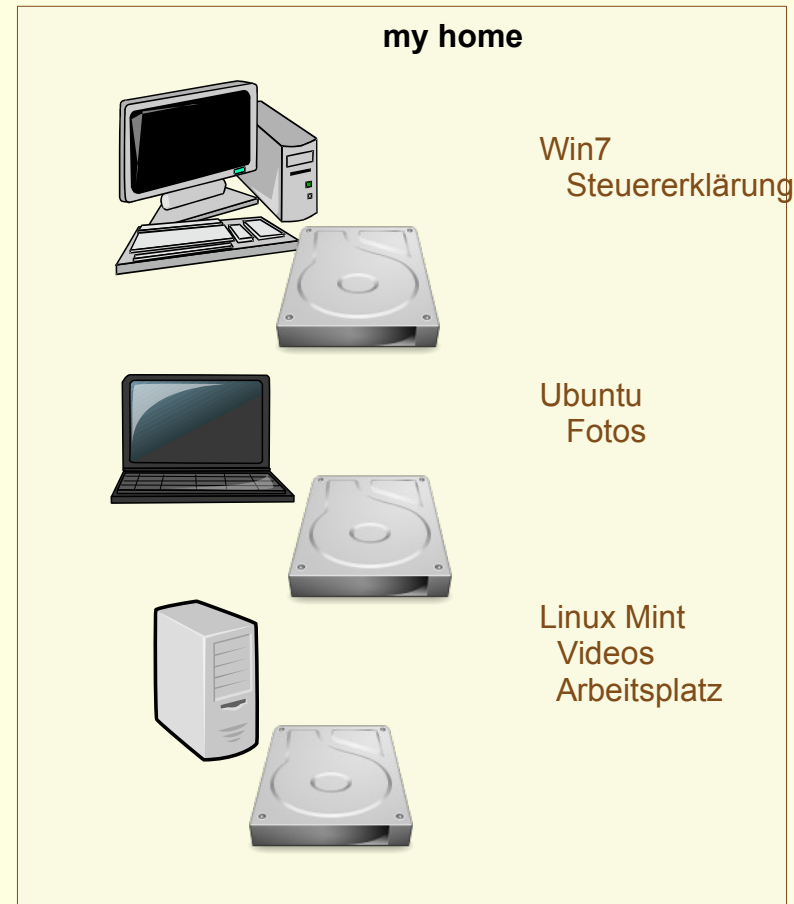 my home
Win7
Steuererklärung
Ubuntu
Fotos
Linux Mint
Videos
Arbeitsplatz